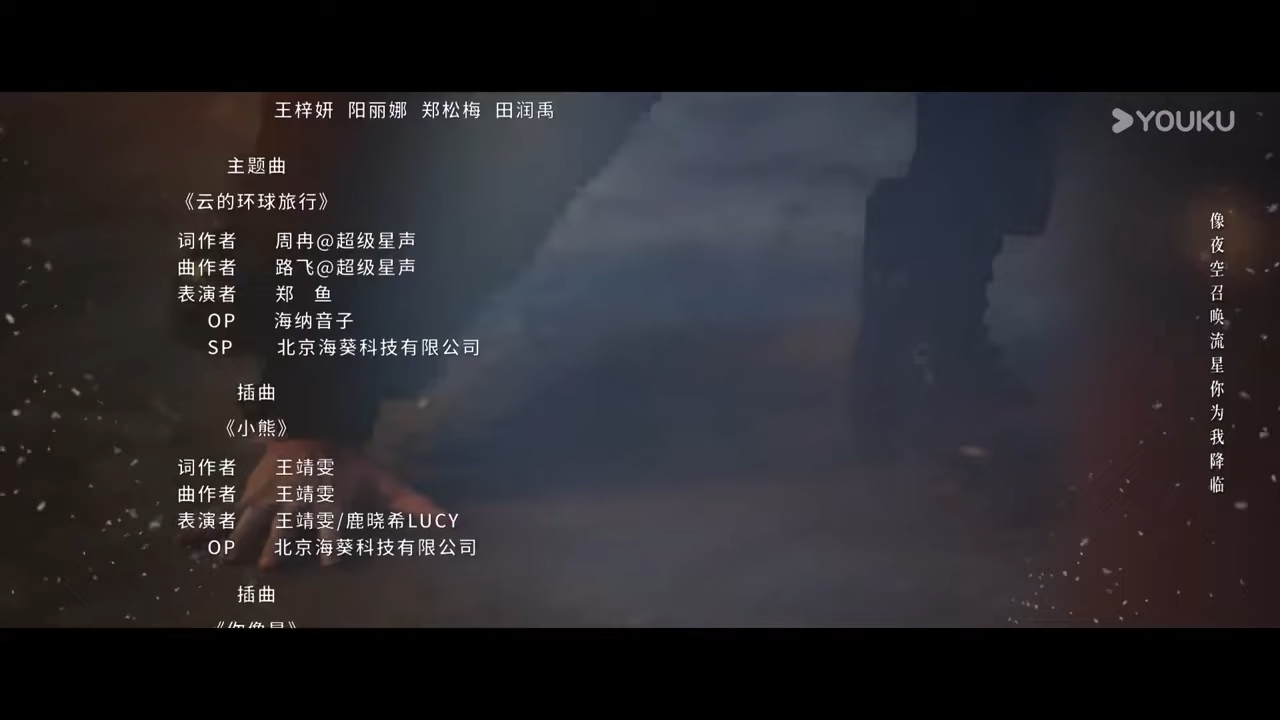 王梓妍 阳丽娜 郑松梅 田润禹
YOUKU
主题曲
《云的环球旅行》
词作者 周冉@超级星声
曲作者 路飞@超级星声
表演者 郑 鱼
OP 海纳音子
SP 北京海葵科技有限公司
插曲
《小熊》
词作者 王靖雯
曲作者 王靖雯
表演者 王靖雯/鹿晓希LUCY
OP 北京海葵科技有限公司
插曲
像夜空召唤流星你为我降临